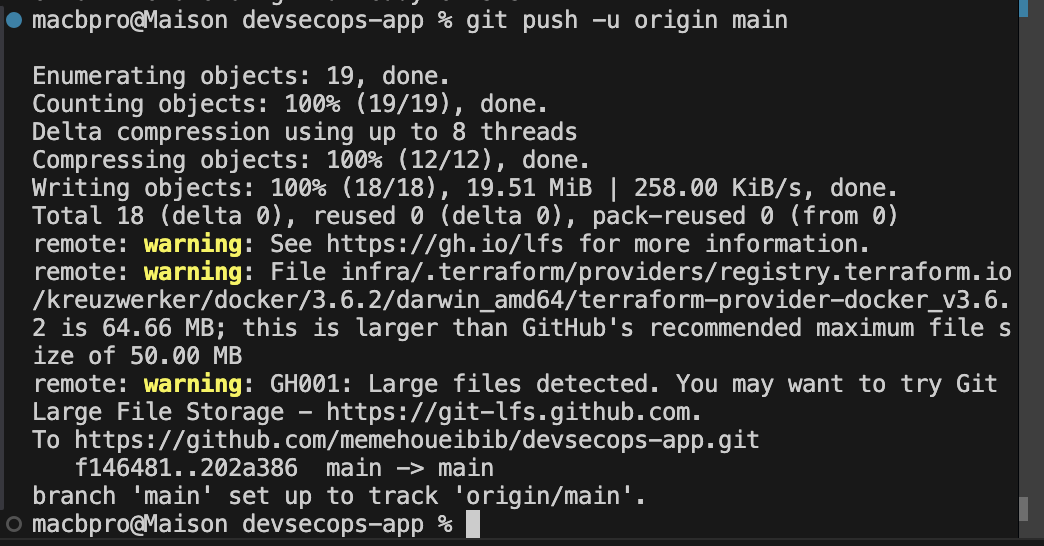 macbpro@Maison devsecops-app % git push -u origin main
Enumerating objects: 19, done.
Counting objects: 100% (19/19), done.
Delta compression using up to 8 threads
Compressing objects: 100% (12/12), done.
Writing objects: 100% (18/18), 19.51 MiB | 258.00 KiB/s, done.
Total 18 (delta 0), reused 0 (delta 0), pack-reused 0 (from 0)
remote: warning: See https://gh.io/lfs for more information.
remote: warning: File infra/.terraform/providers/registry.terraform.io
/kreuzwerker/docker/3.6.2/darwin_amd64/terraform-provider-docker_v3.6.
2 is 64.66 MB; this is larger than GitHub's recommended maximum file s
ize of 50.00 MB
remote: warning: GH001: Large files detected. You may want to try Git
Large File Storage - https://git-lfs.github.com.
To https://github.com/memehoueibib/devsecops-app.git
   f146481..202a386  main -> main
branch 'main' set up to track 'origin/main'.
macbpro@Maison devsecops-app %